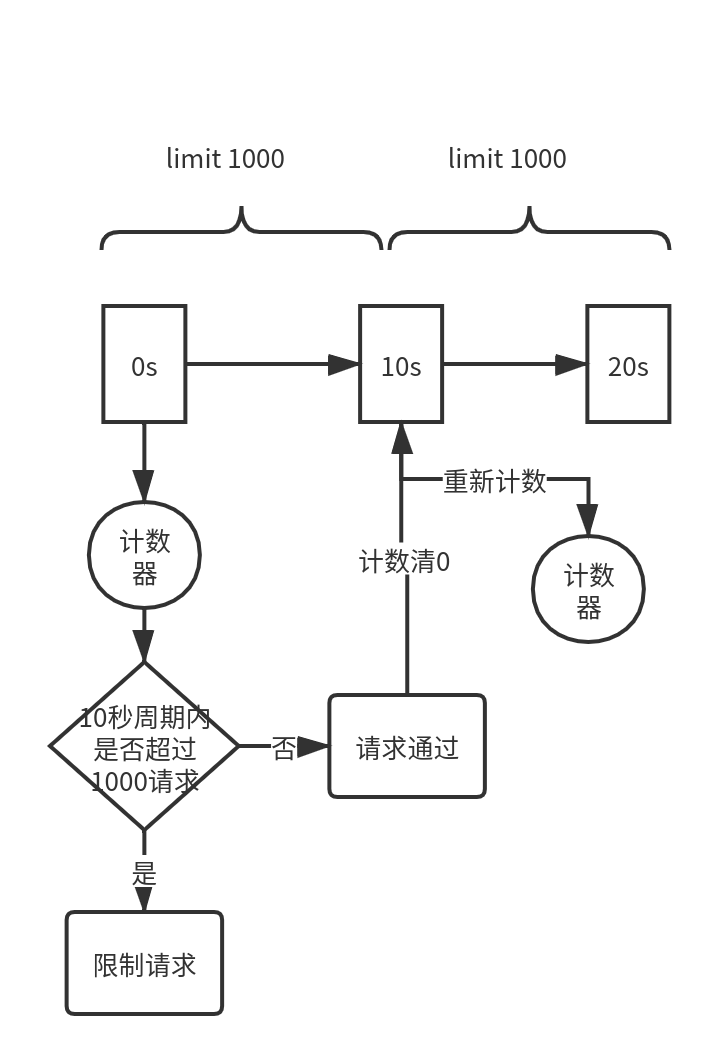 limit 1000
limit 1000
0s
10s
20s
重新计数
计数
器
计数清0
计数
器
10秒周期内
是否超过
1000请求
否
请求通过
是
限制请求